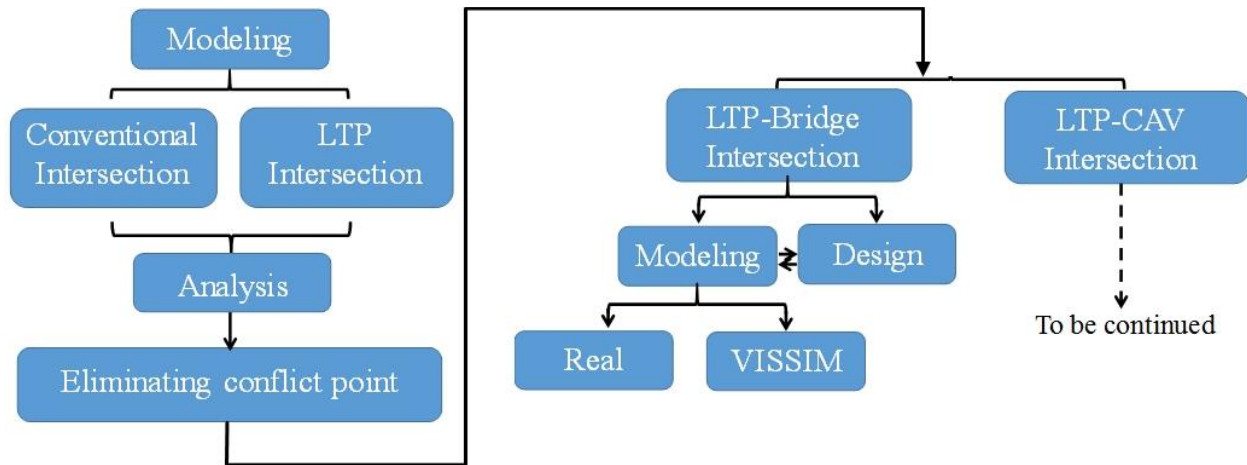 Modeling
Conventional
Intersection
LTP
Intersection
Analysis
Eliminating conflict point
LTP-Bridge
Intersection
LTP-CAV
Intersection
Modeling
Design
Real
VISSIM
To be continued